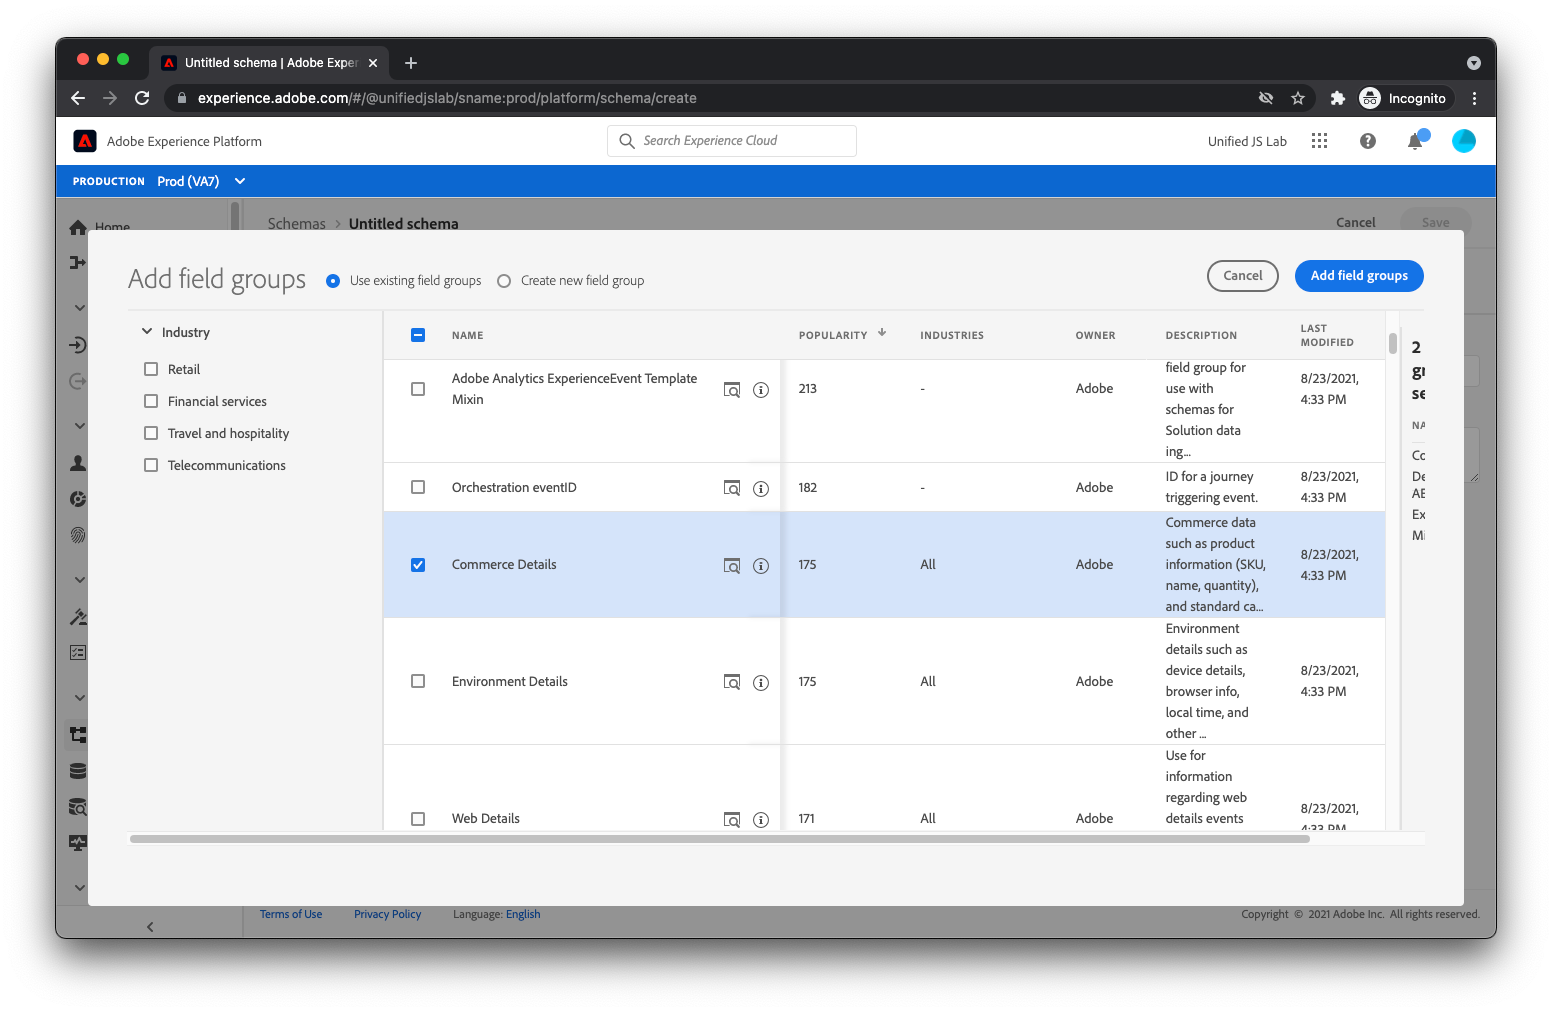 Untitled schema | Adobe Exper
experience.adobe.com/#/@unifiedjslab/sname:prod/platform/schema/create
Incognito
Adobe Experience Platform
Search Experience Cloud
Unified JS Lab
PRODUCTION Prod (VA7)
Home
Schemas > Untitled schema
Cancel
Save
Add field groups
Use existing field groups
Create new field group
Cancel
Add field groups
Industry
Retail
Financial services
Travel and hospitality
Telecommunications
NAME
POPULARITY
INDUSTRIES
OWNER
DESCRIPTION
LAST
MODIFIED
Adobe Analytics ExperienceEvent Template
Mixin
213
-
Adobe
field group for
use with
schemas for
Solution data
ing...
8/23/2021,
4:33 PM
Orchestration eventID
182
-
Adobe
ID for a journey
triggering event.
8/23/2021,
4:33 PM
Commerce Details
175
All
Adobe
Commerce data
such as product
information (SKU,
name, quantity),
and standard ca...
8/23/2021,
4:33 PM
Environment Details
175
All
Adobe
Environment
details such as
device details,
browser info,
local time, and
other ...
8/23/2021,
4:33 PM
Web Details
171
All
Adobe
Use for
information
regarding web
details events
8/23/2021,
4:33 PM
2
gr
se
NA
Co
De
AE
Ex
Mi
Terms of Use
Privacy Policy
Language: English
Copyright © 2021 Adobe Inc. All rights reserved.